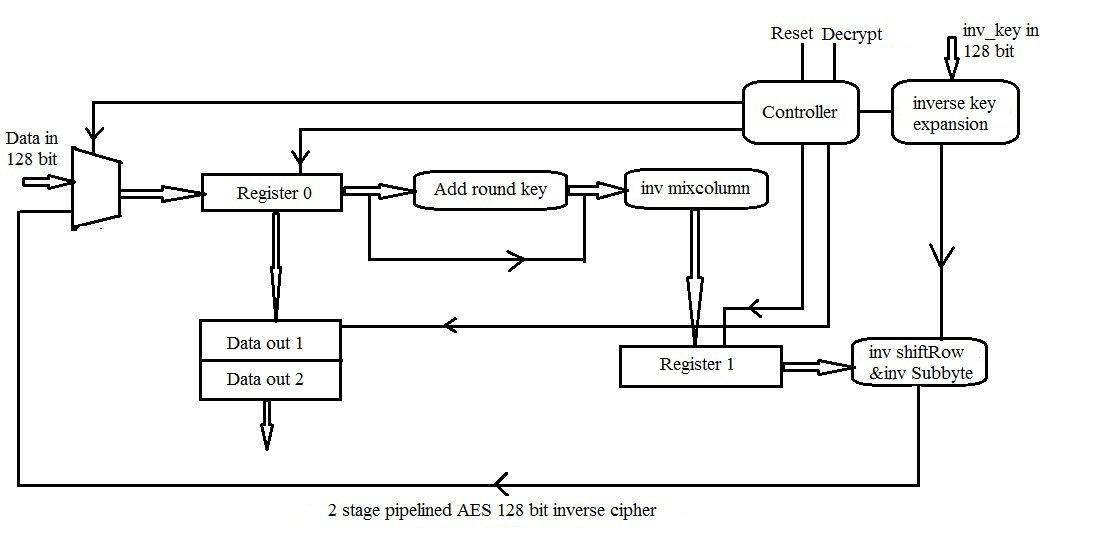 Reset Decrypt
inv_key in
128 bit
Controller
inverse key
expansion
Data in
128 bit
Register 0
Add round key
inv mixcolumn
Data out 1
Data out 2
Register 1
inv shiftRow
&inv Subbyte
2 stage pipelined AES 128 bit inverse cipher